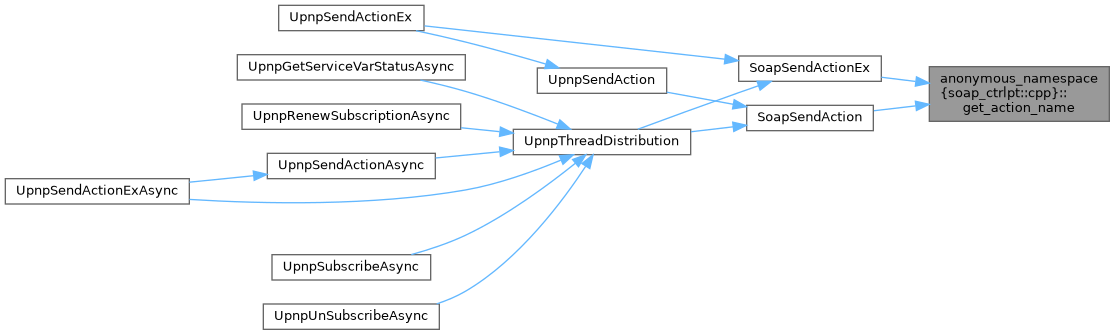 UpnpSendActionEx
UpnpGetServiceVarStatusAsync
UpnpSendAction
SoapSendActionEx
anonymous_namespace
{soap_ctrlpt::cpp}::
get_action_name
UpnpRenewSubscriptionAsync
SoapSendAction
UpnpThreadDistribution
UpnpSendActionAsync
UpnpSendActionExAsync
UpnpSubscribeAsync
UpnpUnSubscribeAsync